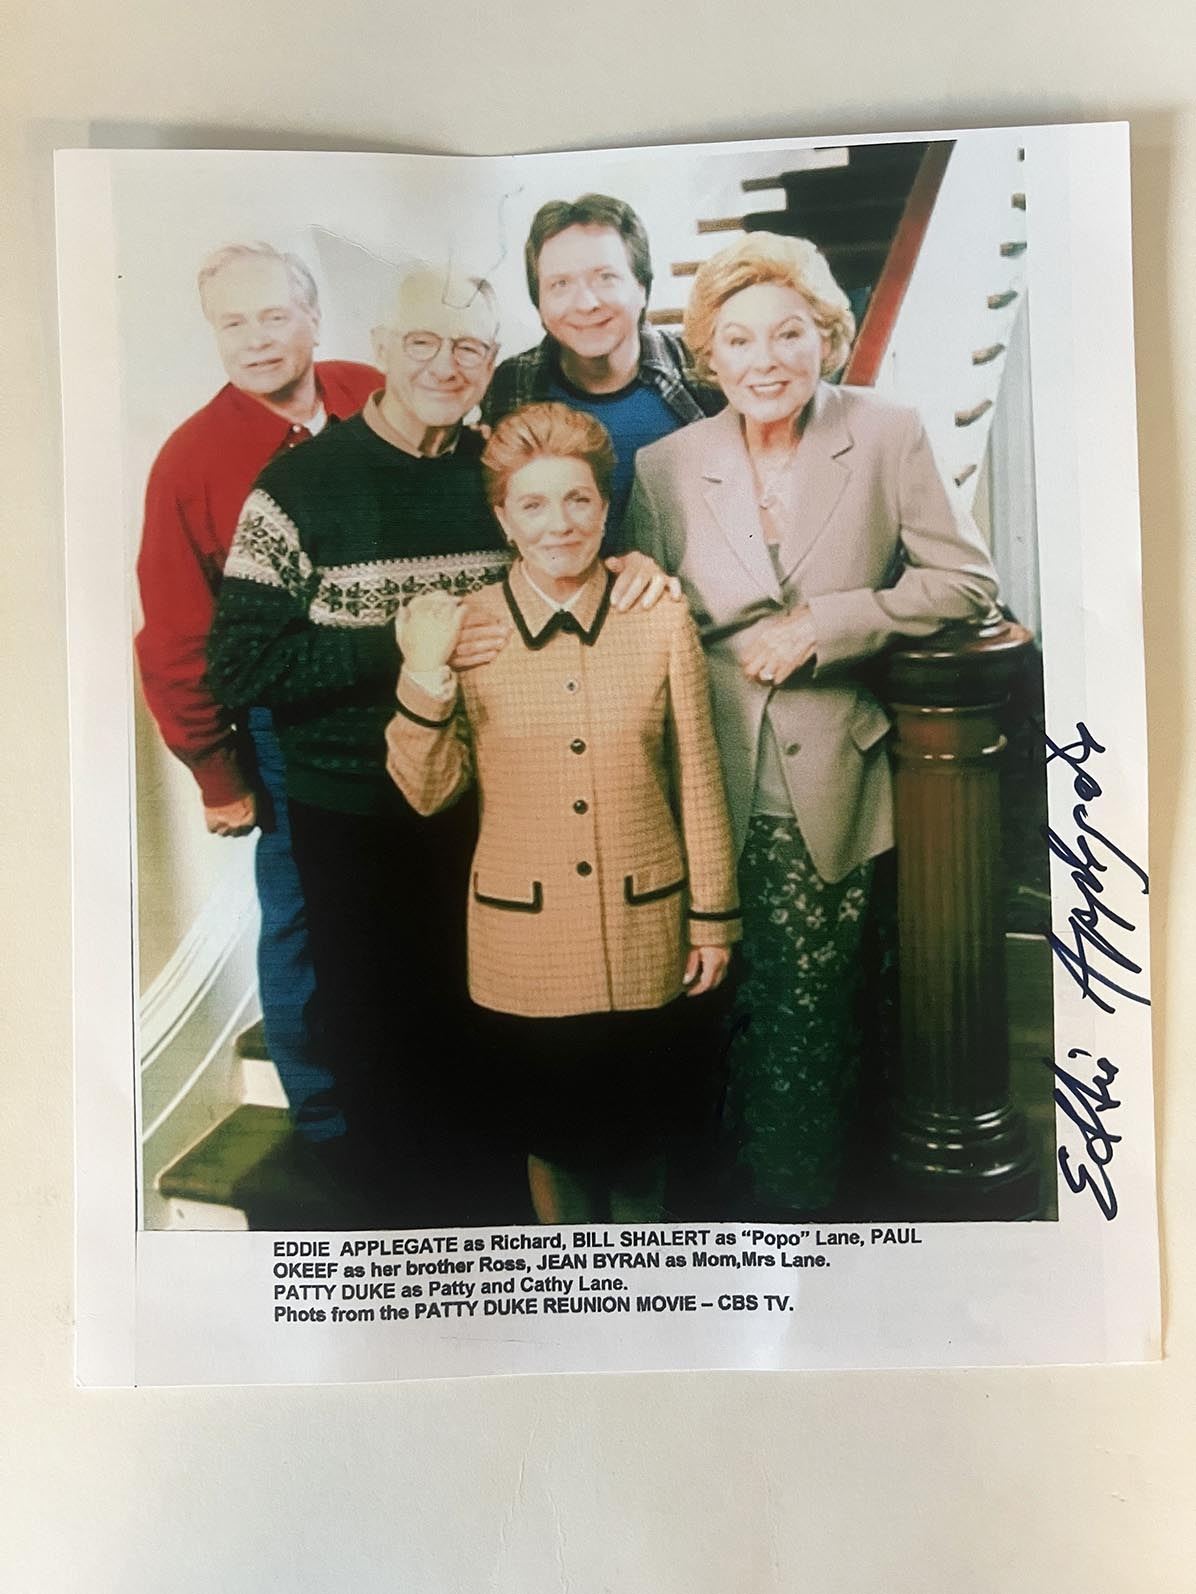 Eddie Applegate
EDDIE APPLEGATE as Richard, BILL SHALERT as “Popo” Lane, PAUL
OKEEF as her brother Ross, JEAN BYRAN as Mom,Mrs Lane.
PATTY DUKE as Patty and Cathy Lane.
Phots from the PATTY DUKE REUNION MOVIE – CBS TV.